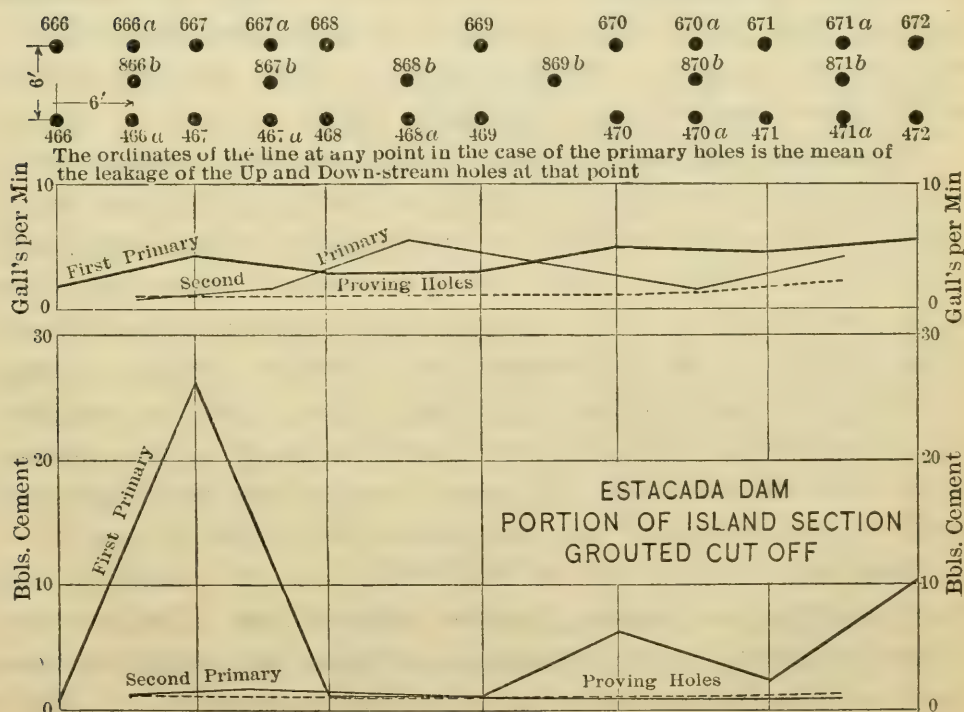 666 666a 667 667a 668 669 670 670a 671 671a 672
6'
866b 867b 868b 869b 870b 871b
6'
466 466a 467 467a 468 468a 469 470 470a 471 471a 472
The ordinates of the line at any point in the case of the primary holes is the mean of
the leakage of the Up and Down-stream holes at that point
Gall's per Min
10
0
First Primary
Second Primary
Proving Holes
10
0
Gall's per Min
Bbls. Cement
30
20
10
0
First Primary
Second Primary
ESTACADA DAM
PORTION OF ISLAND SECTION
GROUTED CUT OFF
Proving Holes
30
20
10
0
Bbls. Cement